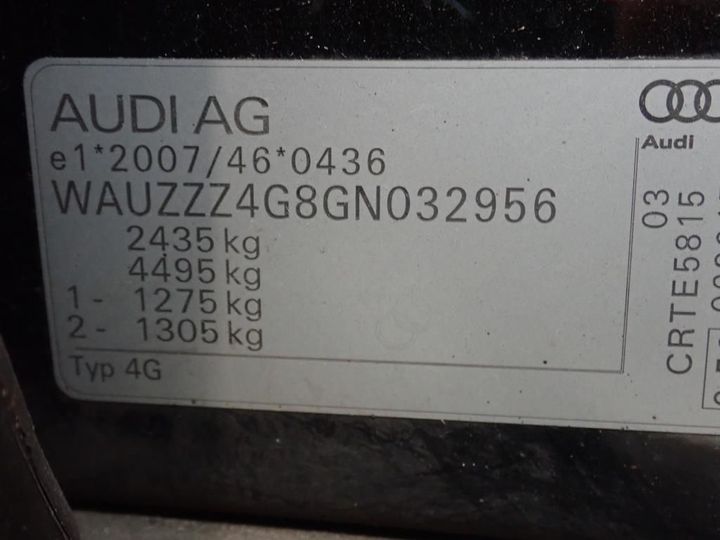 AUDI AG
e1*2007/46*0436
WAUZZZ4G8GN032956
2435 kg
4495 kg
1 - 1275 kg
2 - 1305 kg
Typ 4G
Audi
03
CRTE5815